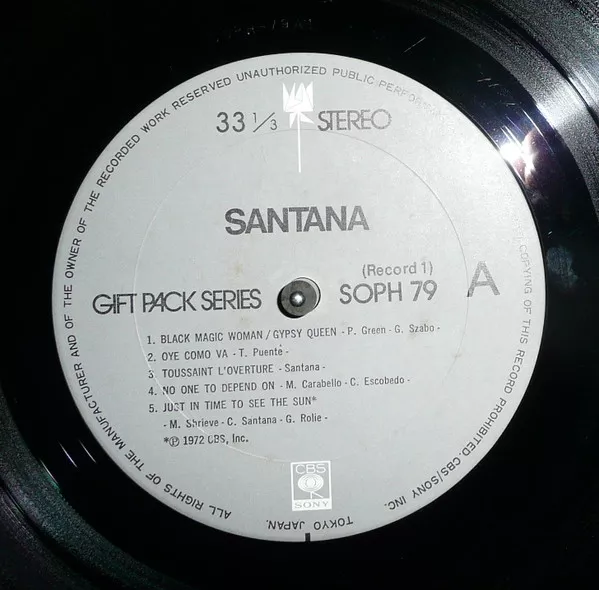 ALL RIGHTS OF THE MANUFACTURER AND OF THE OWNER OF THE RECORDED WORK RESERVED UNAUTHORIZED PUBLIC PERFORMANCE COPYING OF THIS RECORD PROHIBITED. CBS/SONY INC.
TOKYO JAPAN.
33 1/3 STEREO
SANTANA
(Record 1)
GIFT PACK SERIES SOPH 79 A
1. BLACK MAGIC WOMAN / GYPSY QUEEN - P. Green - G. Szabo -
2. OYE COMO VA - T. Puente -
3. TOUSSAINT L'OVERTURE - Santana -
4. NO ONE TO DEPEND ON - M. Carabello - C. Escobedo -
5. JUST IN TIME TO SEE THE SUN*
- M. Shrieve - C. Santana - G. Rolie -
*℗ 1972 CBS, Inc.
CBS
SONY